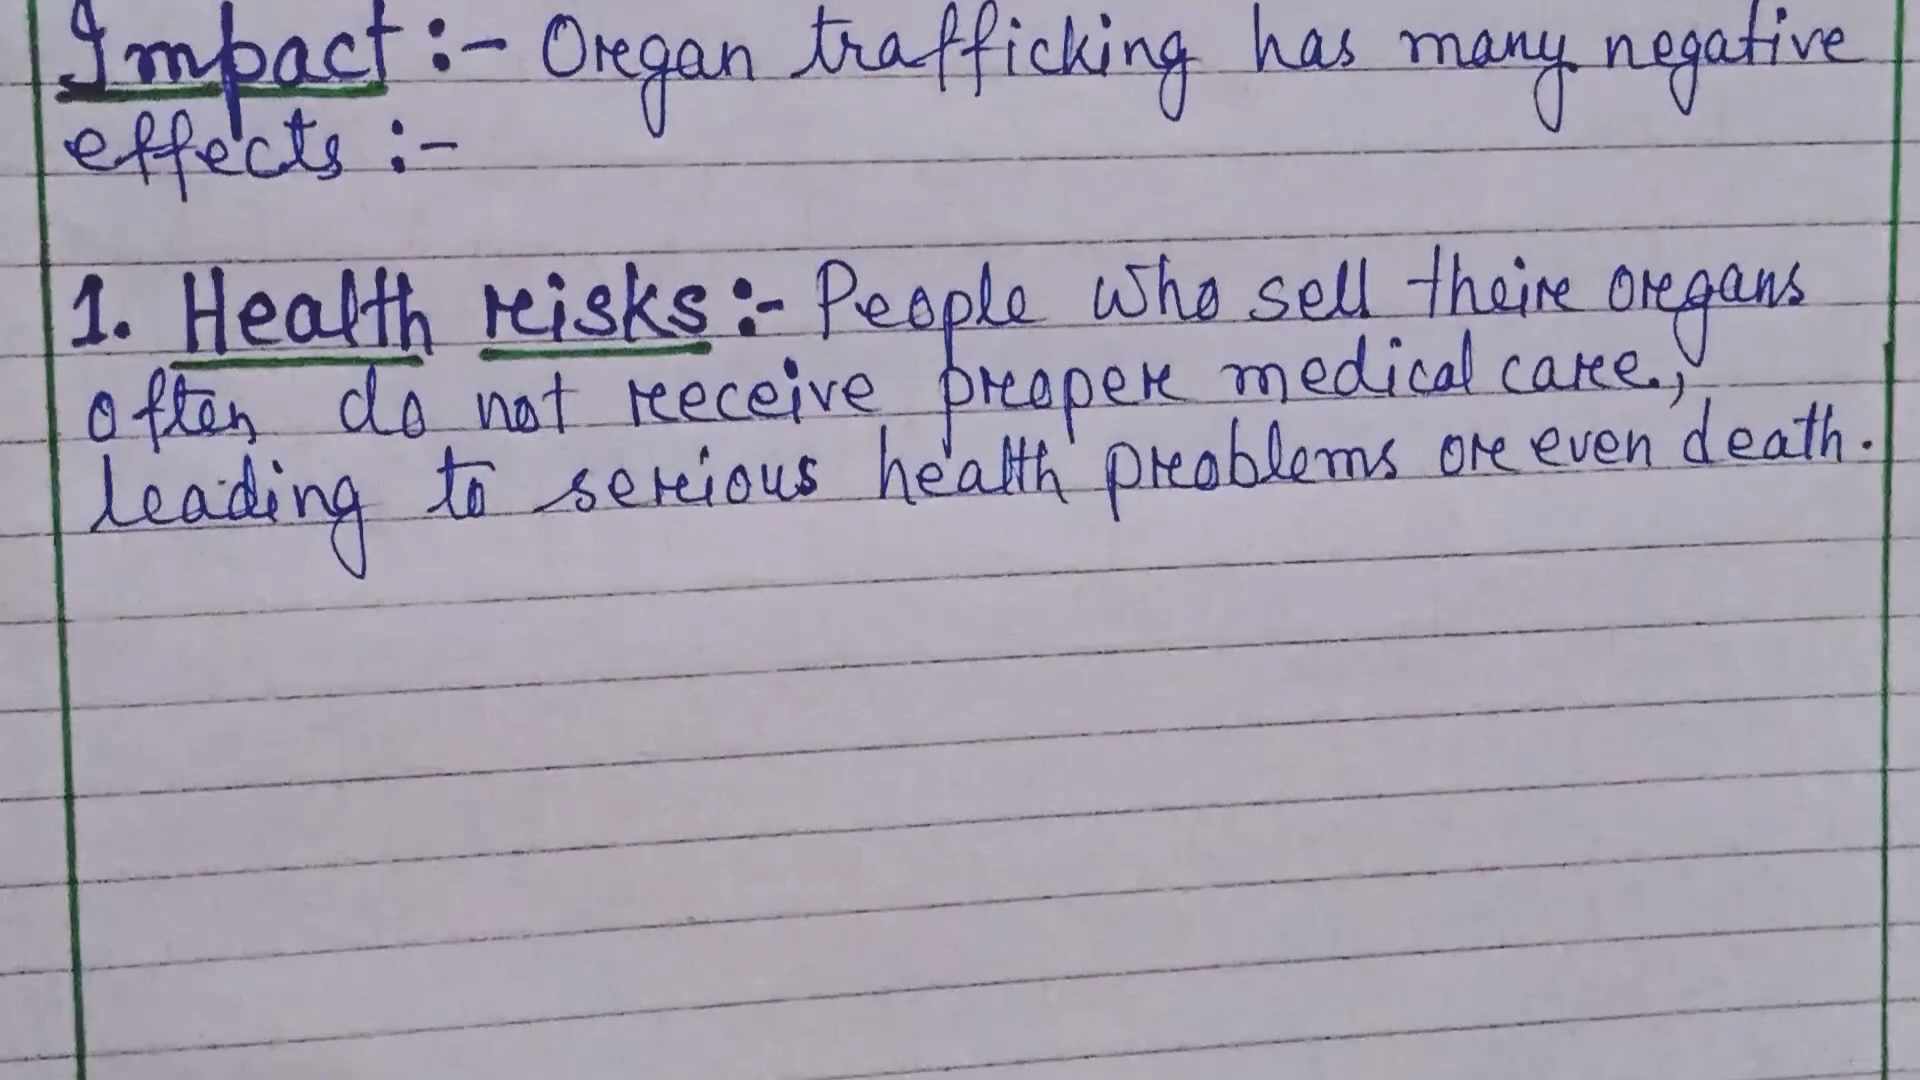 Impact :- Organ trafficking has many negative
effects :-
1. Health risks :- People who sell their organs
often do not receive proper medical care,
leading to serious health problems or even death.